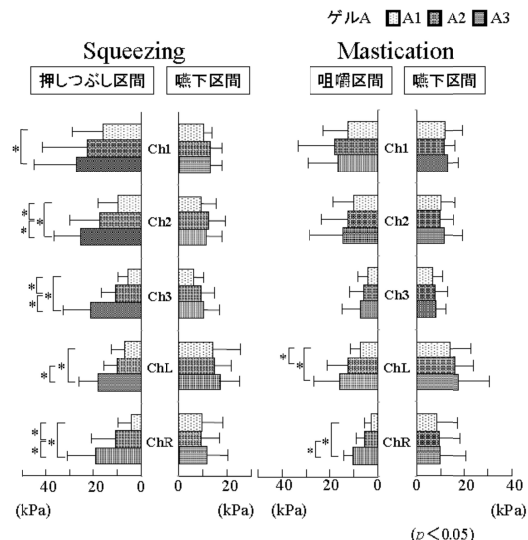 ゲルA A1 A2 A3
Squeezing Mastication
押しつぶし区間 嚥下区間 咀嚼区間 嚥下区間
* Ch1 Ch1
* * * Ch2 Ch2
* * * Ch3 Ch3
* * ChL * * ChL
* * * ChR * * ChR
40 20 0 0 20 40 20 0 0 20 40
(kPa) (kPa) (kPa) (kPa)
(p<0.05)